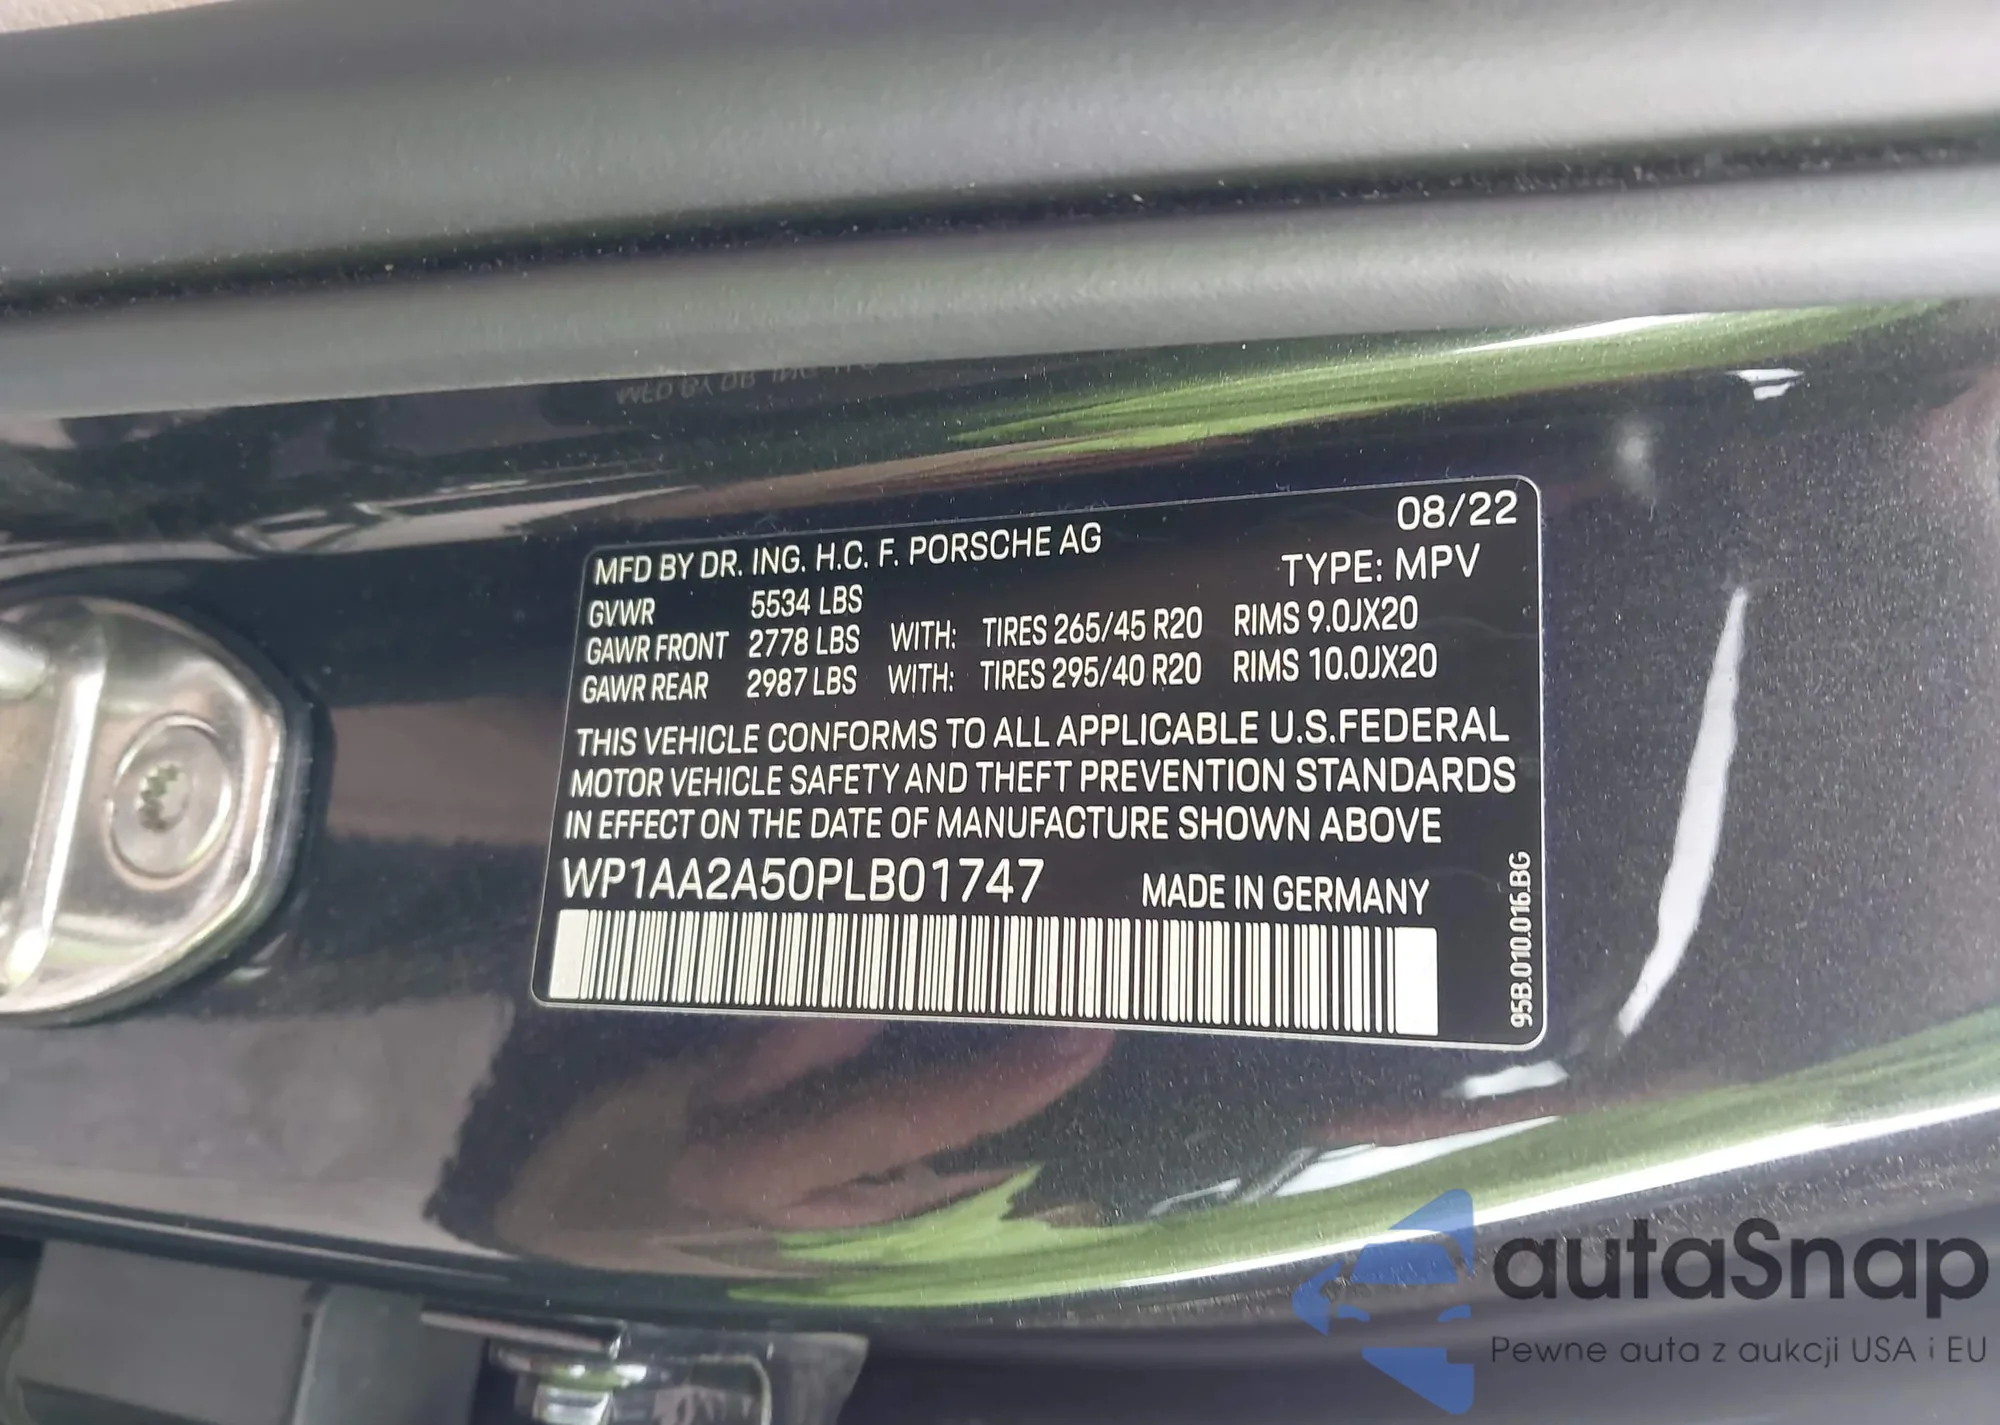 08/22
MFD BY DR. ING. H.C. F. PORSCHE AG
TYPE: MPV
GVWR 5534 LBS
GAWR FRONT 2778 LBS WITH: TIRES 265/45 R20 RIMS 9.0JX20
GAWR REAR 2987 LBS WITH: TIRES 295/40 R20 RIMS 10.0JX20
THIS VEHICLE CONFORMS TO ALL APPLICABLE U.S.FEDERAL
MOTOR VEHICLE SAFETY AND THEFT PREVENTION STANDARDS
IN EFFECT ON THE DATE OF MANUFACTURE SHOWN ABOVE
WP1AA2A50PLB01747 MADE IN GERMANY
95B.010.016.BG
autaSnap
Pewne auta z aukcji USA i EU